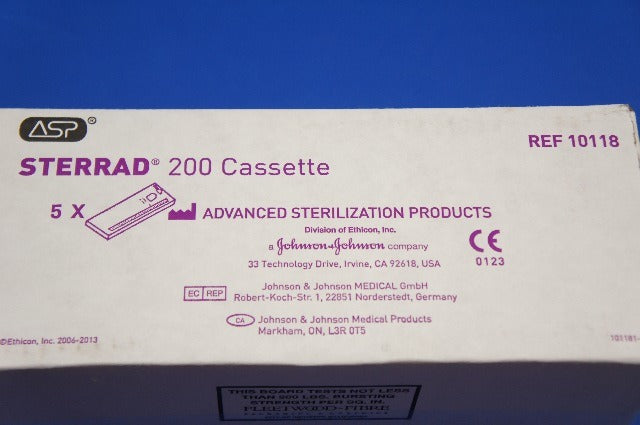 ASP®
REF 10118
STERRAD® 200 Cassette
5 X
ADVANCED STERILIZATION PRODUCTS
Division of Ethicon, Inc.
a Johnson & Johnson company
CE
0123
33 Technology Drive, Irvine, CA 92618, USA
EC REP
Johnson & Johnson MEDICAL GmbH
Robert-Koch-Str. 1, 22851 Norderstedt, Germany
CA
Johnson & Johnson Medical Products
Markham, ON, L3R 0T5
©Ethicon, Inc. 2006-2013
101181-
THIS BOARD TESTS NOT LESS
THAN 200 LBS. BURSTING
STRENGTH PER SQ. IN.
FLEETWOOD-FIBRE